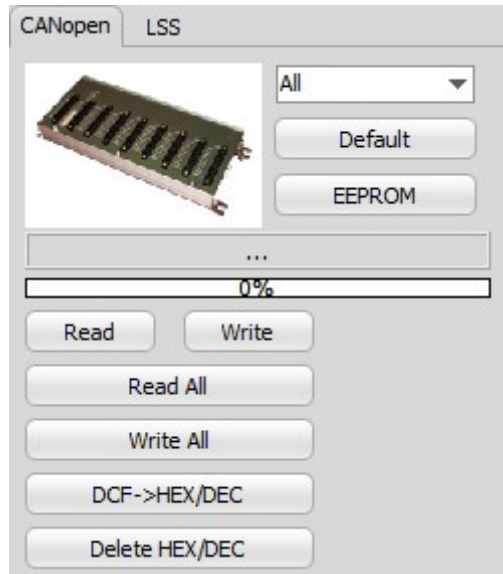 CANopen LSS
All
Default
EEPROM
...
0%
Read Write
Read All
Write All
DCF->HEX/DEC
Delete HEX/DEC